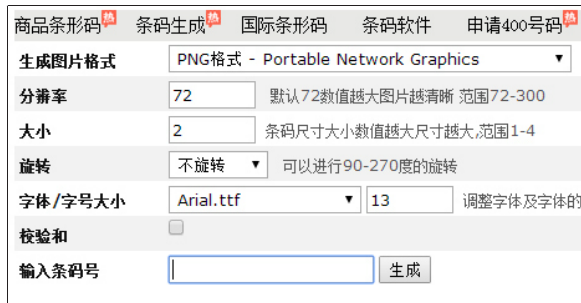 商品条形码热 条码生成热 国际条形码 条码软件 申请400号码热
生成图片格式 PNG格式 - Portable Network Graphics
分辨率 72 默认72数值越大图片越清晰 范围72-300
大小 2 条码尺寸大小数值越大尺寸越大,范围1-4
旋转 不旋转 可以进行90-270度的旋转
字体/字号大小 Arial.ttf 13 调整字体及字体的
校验和
输入条码号 生成